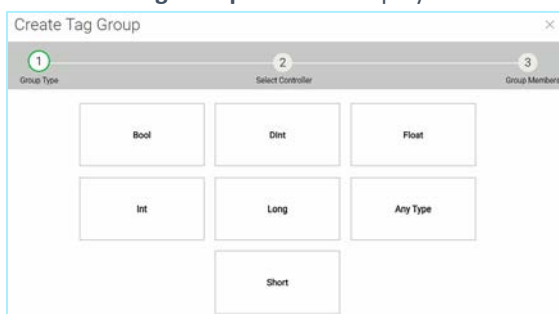 Create Tag Group ×
1 2 3
Group Type Select Controller Group Members
Bool DInt Float
Int Long Any Type
Short